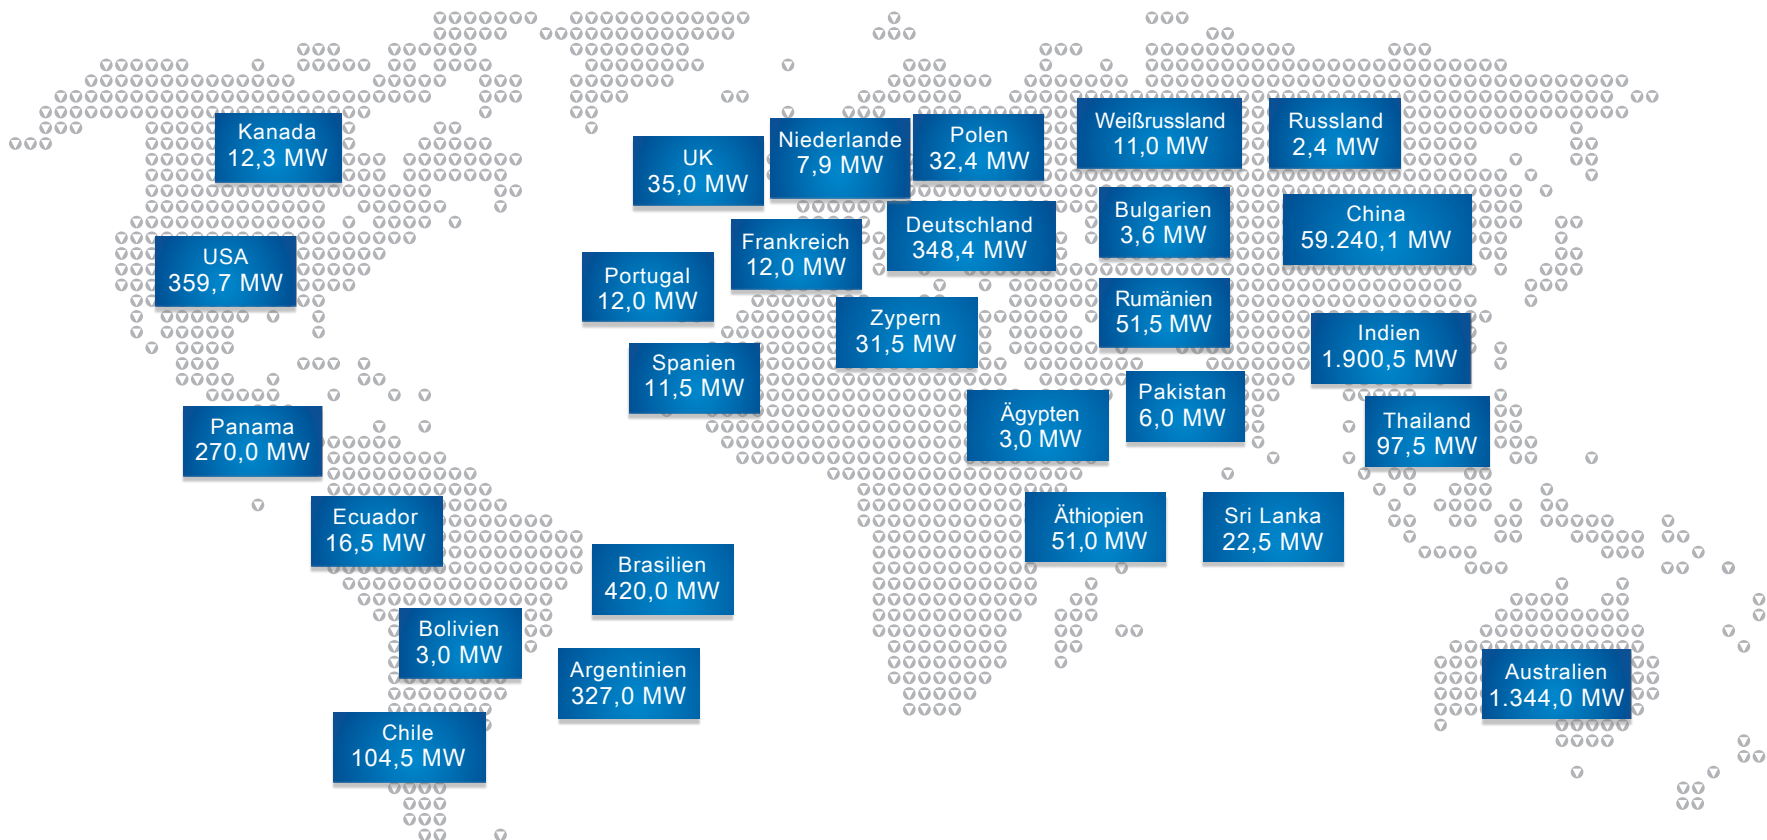 Kanada
12,3 MW
UK
35,0 MW
Niederlande
7,9 MW
Polen
32,4 MW
Weißrussland
11,0 MW
Russland
2,4 MW
USA
359,7 MW
Portugal
12,0 MW
Frankreich
12,0 MW
Deutschland
348,4 MW
Bulgarien
3,6 MW
China
59.240,1 MW
Zypern
31,5 MW
Rumänien
51,5 MW
Indien
1.900,5 MW
Spanien
11,5 MW
Ägypten
3,0 MW
Pakistan
6,0 MW
Thailand
97,5 MW
Panama
270,0 MW
Ecuador
16,5 MW
Äthiopien
51,0 MW
Sri Lanka
22,5 MW
Brasilien
420,0 MW
Bolivien
3,0 MW
Argentinien
327,0 MW
Australien
1.344,0 MW
Chile
104,5 MW